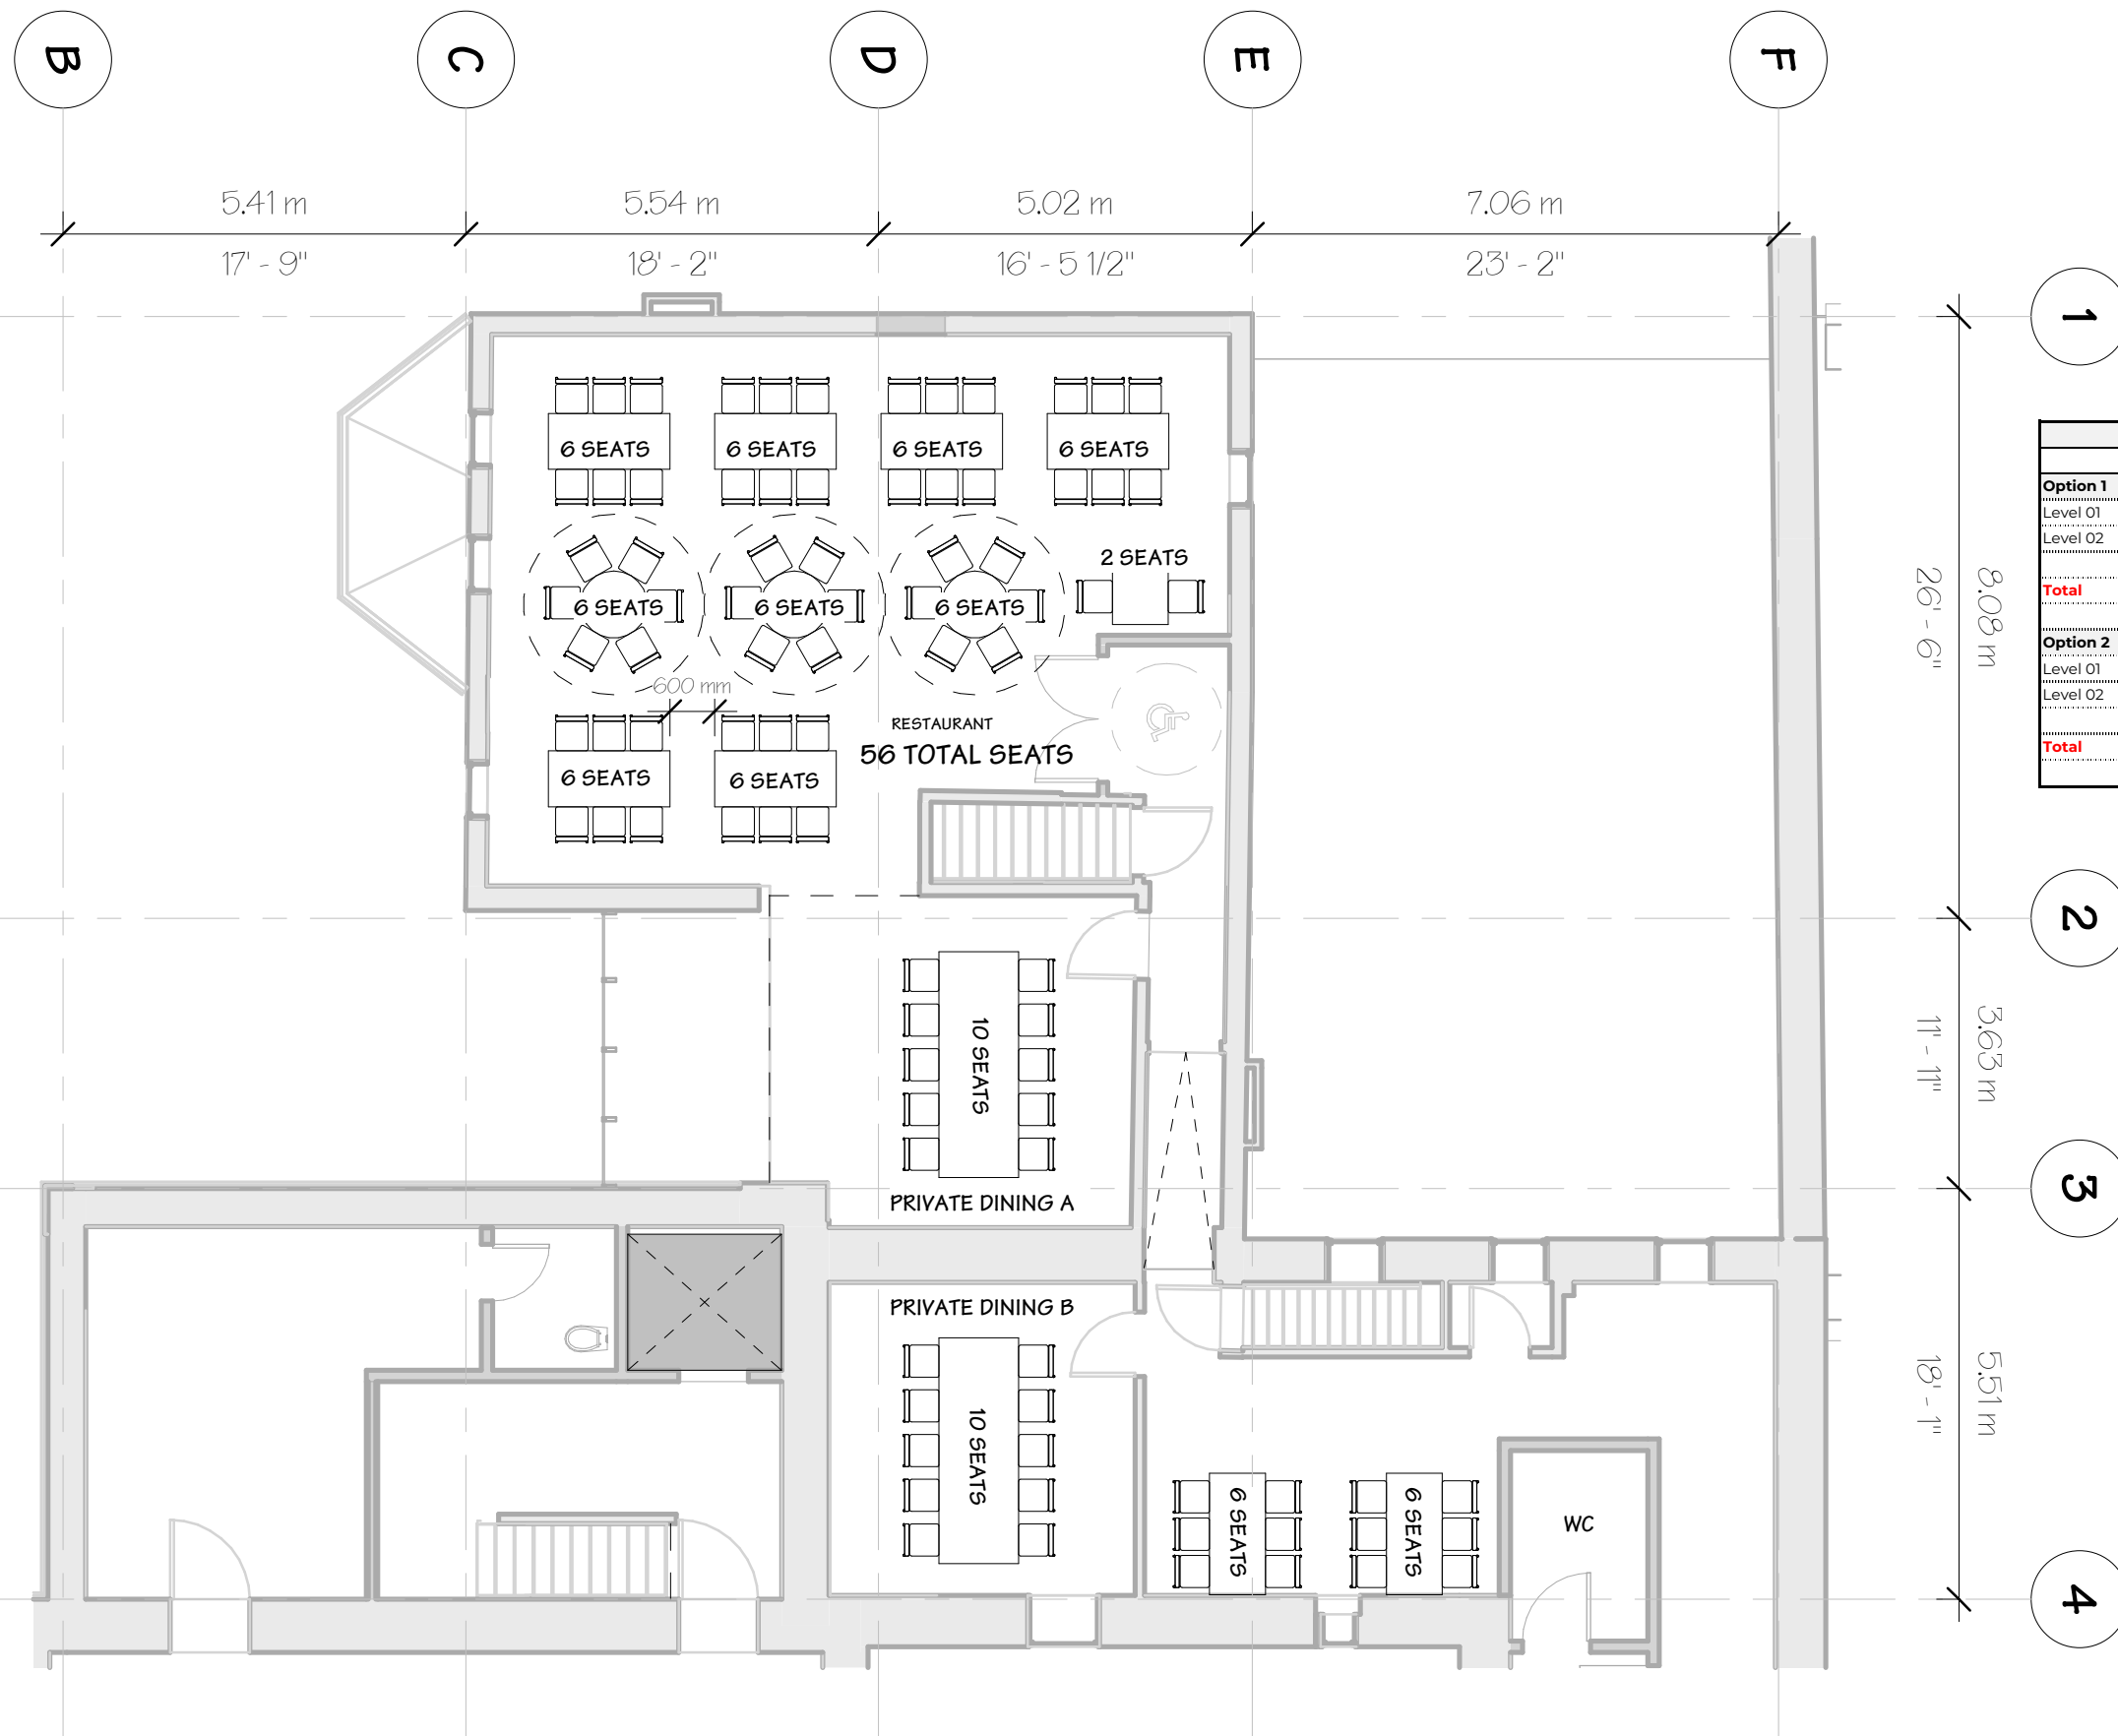 B
C
D
E
F
5.41 m
5.54 m
5.02 m
7.06 m
17' - 9"
18' - 2"
16' - 5 1/2"
23' - 2"
1
6 SEATS
6 SEATS
6 SEATS
6 SEATS
Option 1
Level 01
Level 02
Total
2 SEATS
6 SEATS
6 SEATS
6 SEATS
8.08 m
26' - 6"
Option 2
Level 01
Level 02
Total
600 mm
RESTAURANT
56 TOTAL SEATS
6 SEATS
6 SEATS
2
10 SEATS
3.63 m
11' - 11"
PRIVATE DINING A
3
PRIVATE DINING B
5.51 m
18' - 1"
10 SEATS
6 SEATS
6 SEATS
WC
4